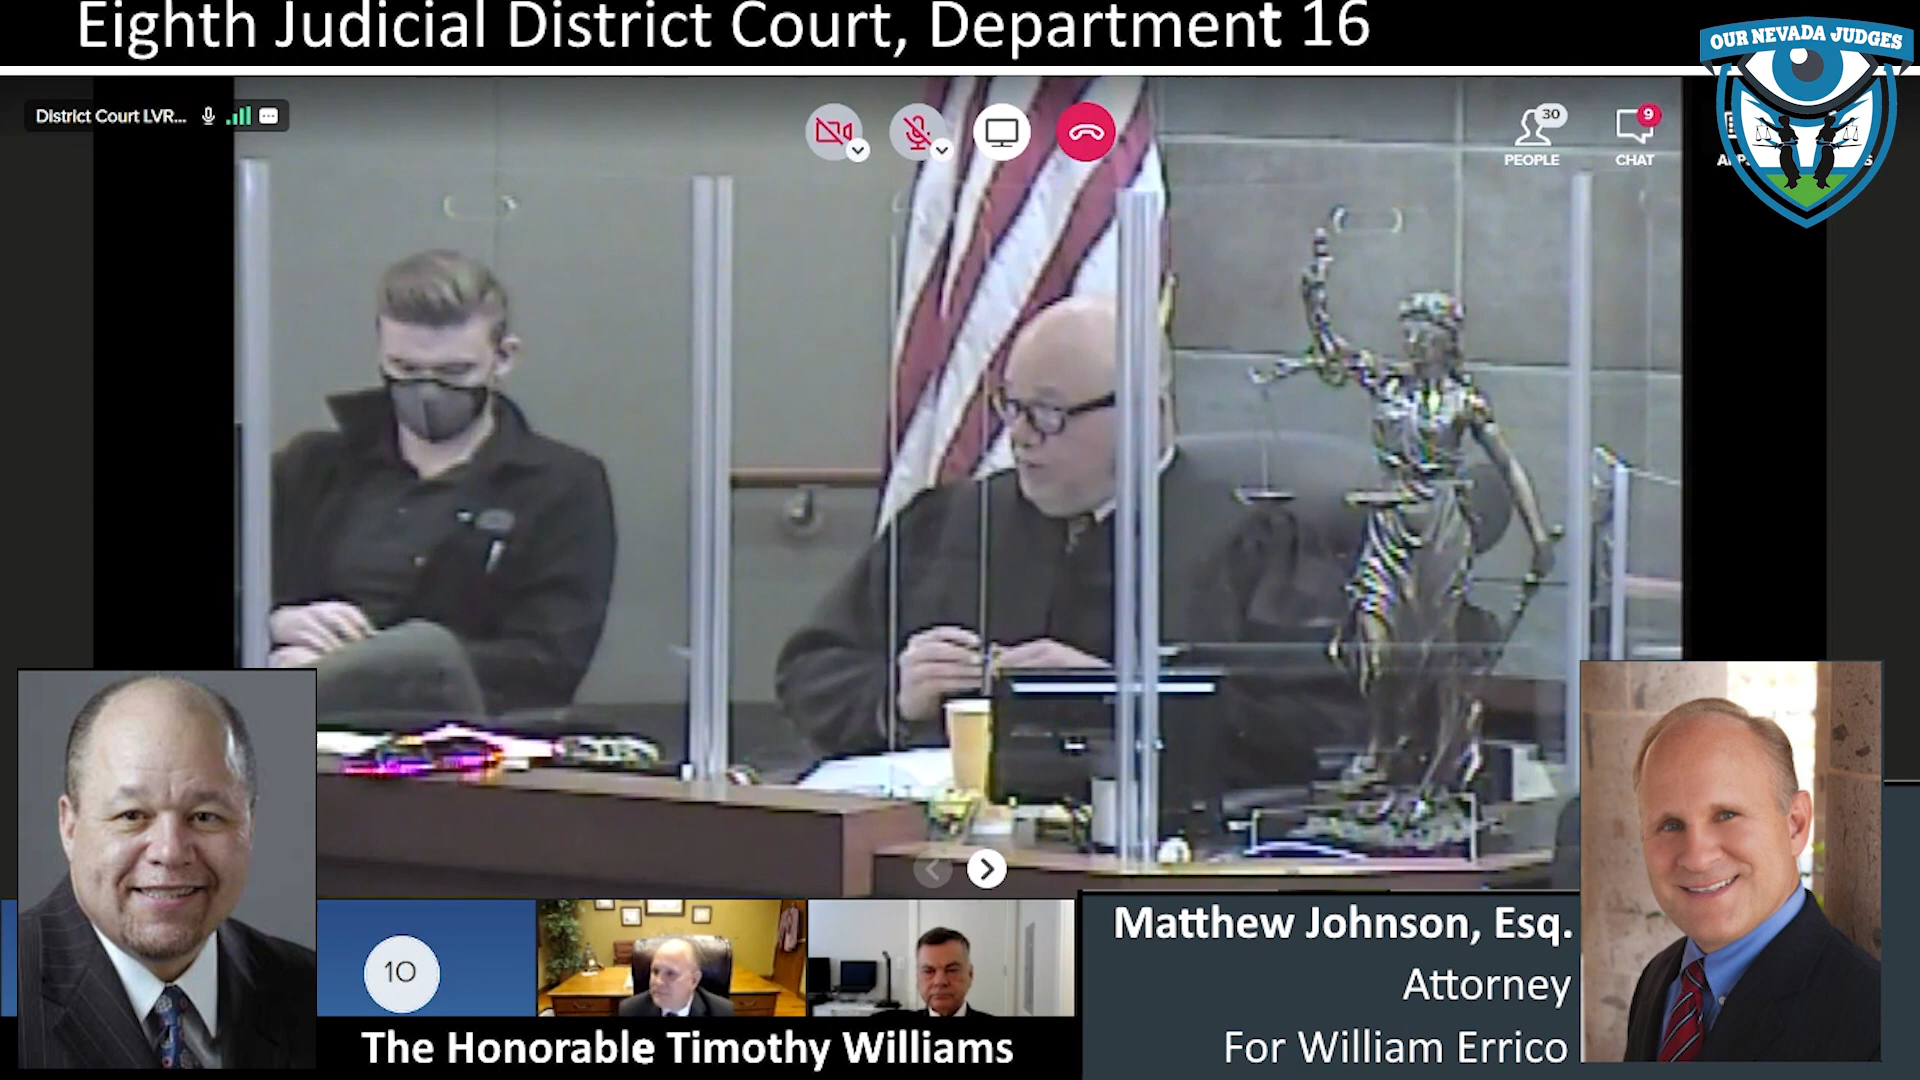 Eighth Judicial District Court, Department 16
OUR NEVADA JUDGES
District Court LVR...
30
PEOPLE
9
CHAT
10
The Honorable Timothy Williams
Matthew Johnson, Esq.
Attorney
For William Errico